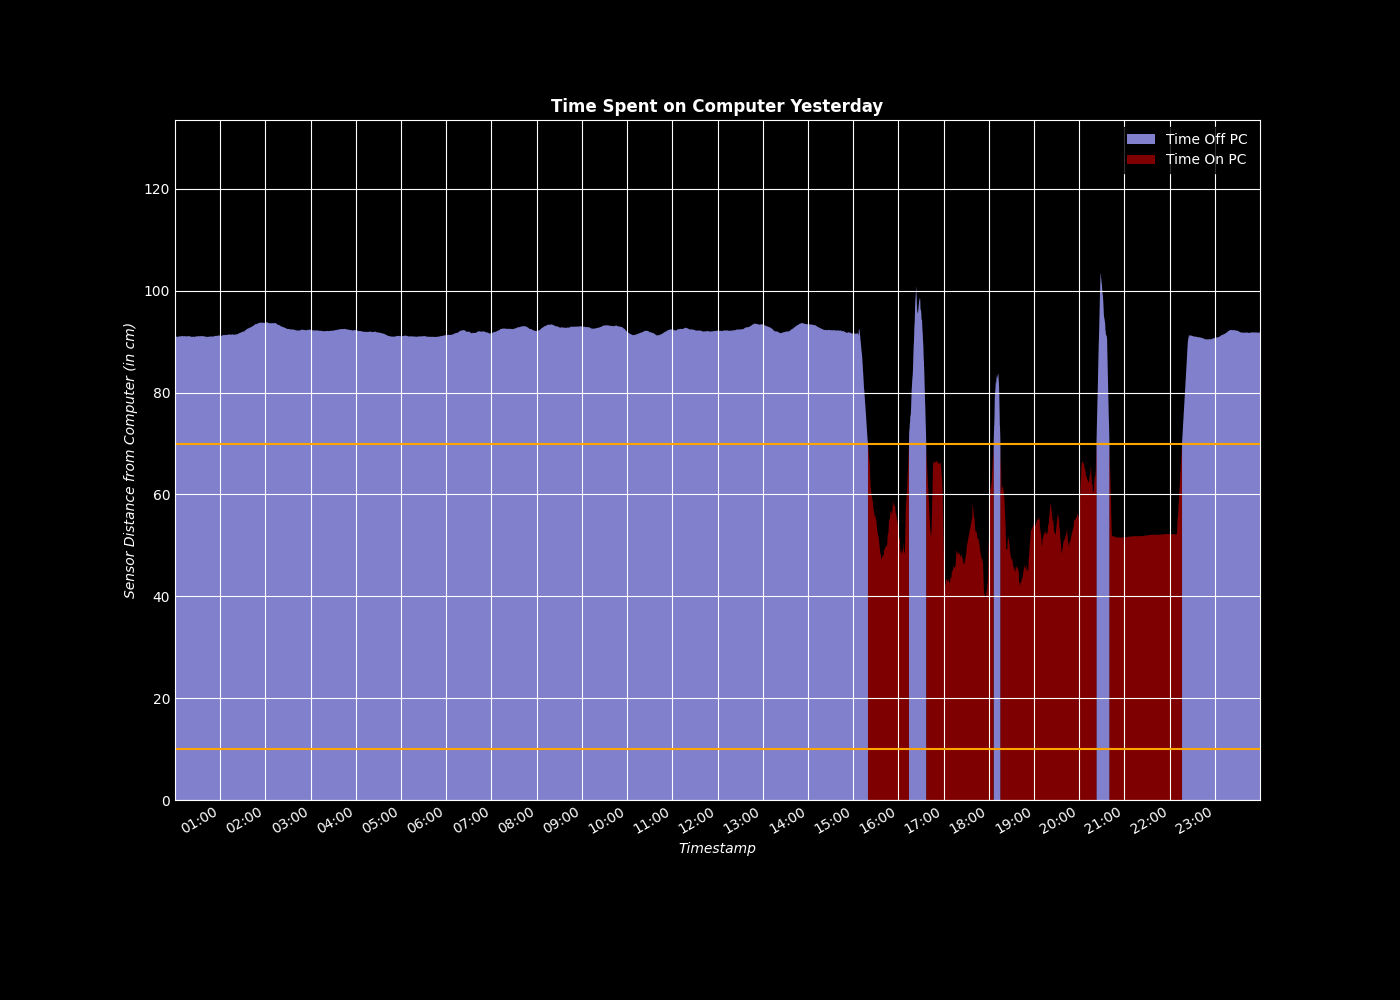 Time Spent on Computer Yesterday
Time Off PC
Time On PC
120
100
80
60
40
20
0
Sensor Distance from Computer (in cm)
01:00 02:00 03:00 04:00 05:00 06:00 07:00 08:00 09:00 10:00 11:00 12:00 13:00 14:00 15:00 16:00 17:00 18:00 19:00 20:00 21:00 22:00 23:00
Timestamp